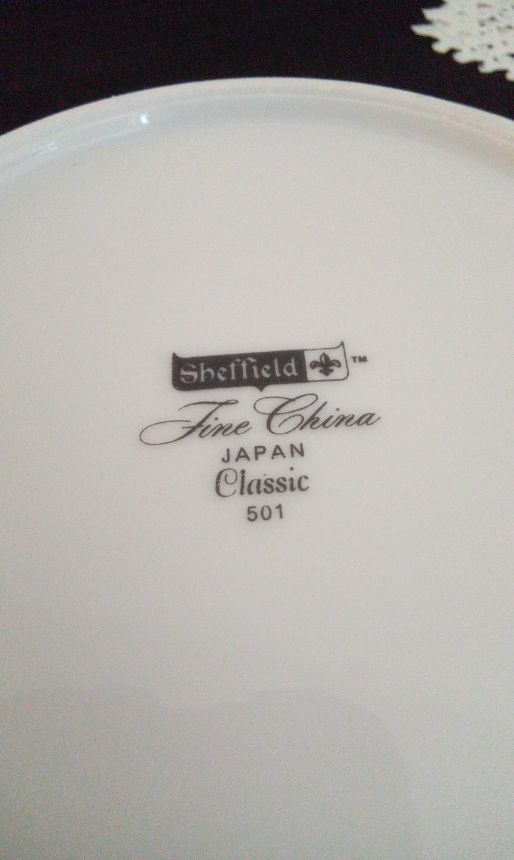 Sheffield ™
Fine China
JAPAN
Classic
501